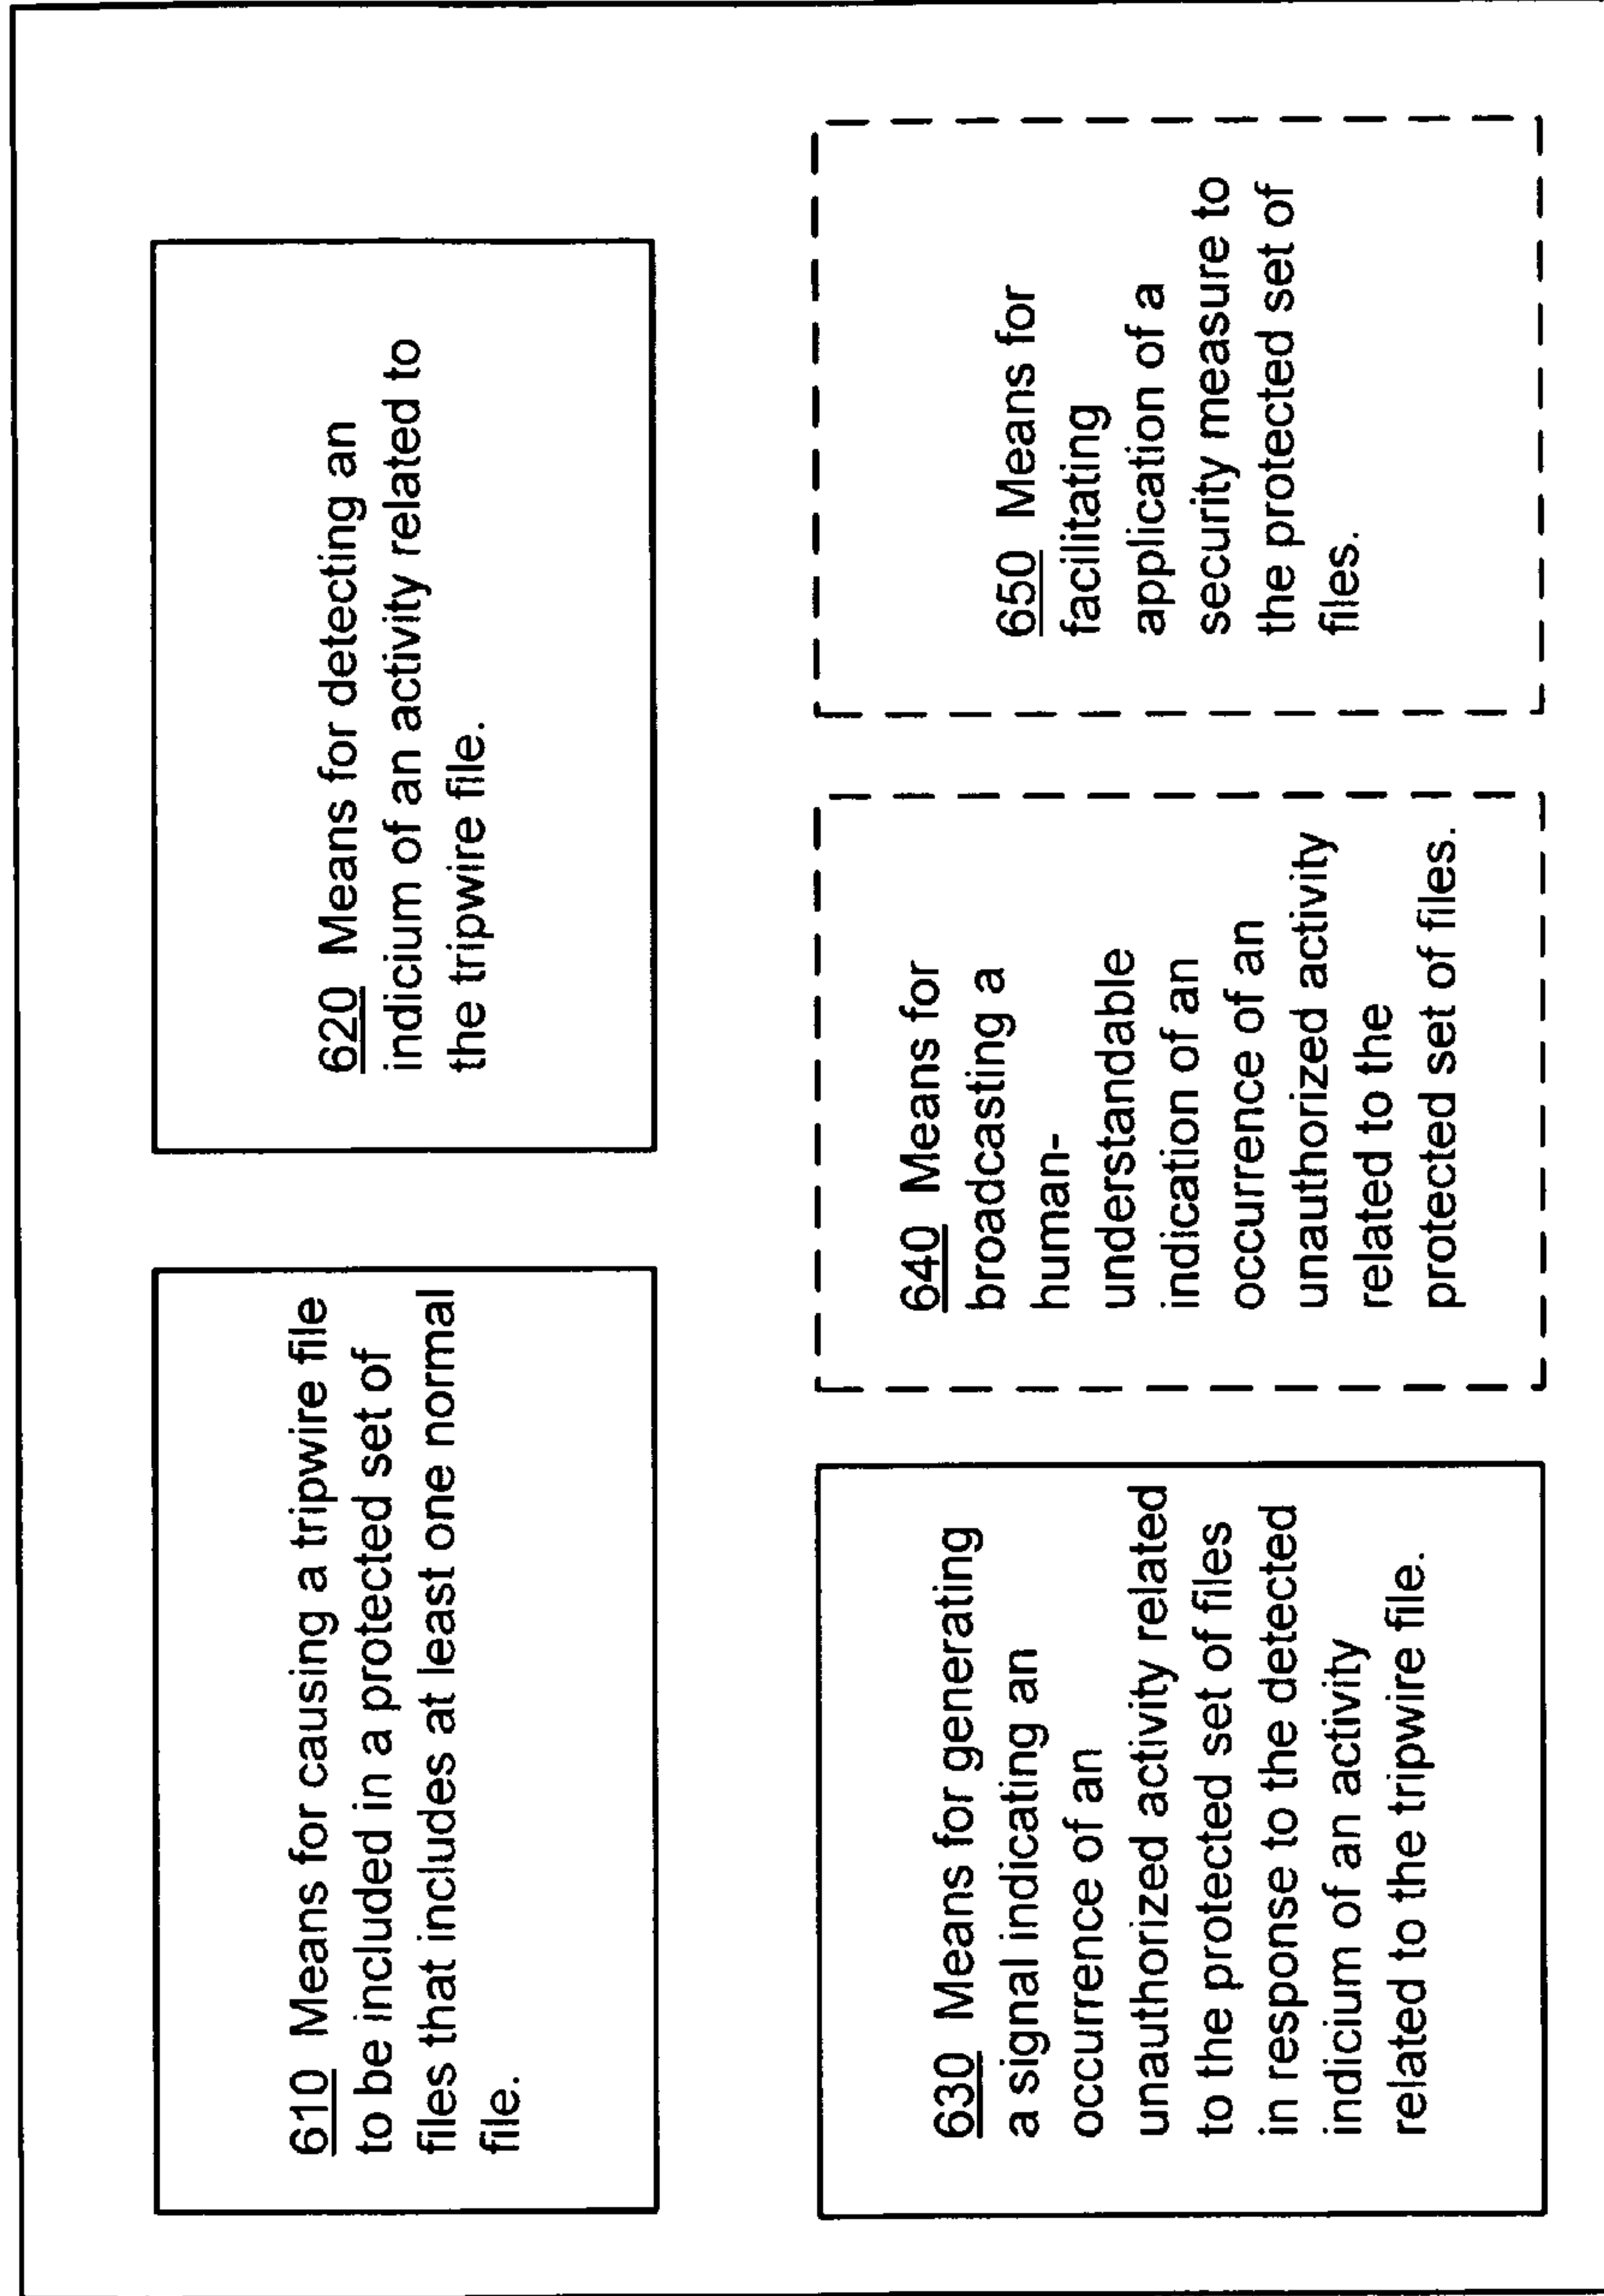 610 Means for causing a tripwire file
to be included in a protected set of
files that includes at least one normal
file.
620 Means for detecting an
indicium of an activity related to
the tripwire file.
630 Means for generating
a signal indicating an
occurrence of an
unauthorized activity related
to the protected set of files
in response to the detected
indicium of an activity
related to the tripwire file.
640 Means for
broadcasting a
human-
understandable
indication of an
occurrence of an
unauthorized activity
related to the
protected set of files.
650 Means for
facilitating
application of a
security measure to
the protected set of
files.